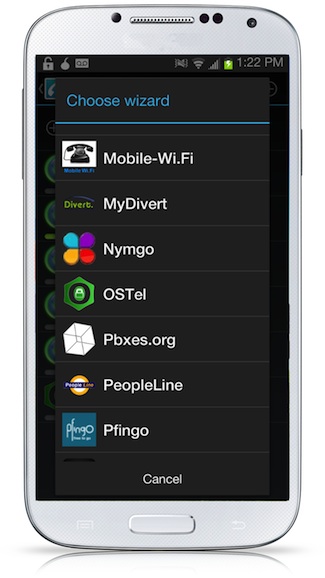 1:22 PM
Choose wizard
Mobile Wi.Fi
Mobile-Wi.Fi
Divert.
MyDivert
Nymgo
OSTel
Pbxes.org
People Line
PeopleLine
pfingo
Pfingo
Cancel